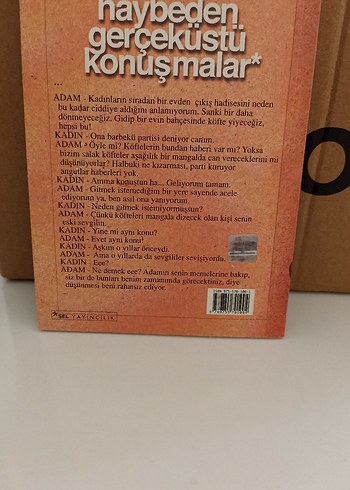 haybeden
gerçeküstü
konuşmalar*
...
ADAM - Kadınların sıradan bir evden çıkış hadisesini neden
bu kadar ciddiye aldığını anlamıyorum. Sanki bir daha
dönmeyeceğiz. Gidip bir evin bahçesinde köfte yiyeceğiz,
hepsi bu!
KADIN - Ona barbekü partisi deniyor canım.
ADAM - Öyle mi? Köftelerin bundan haberi var mı? Yoksa
bizim salak köfteler aşağılık bir mangalda can vereceklerini mi
düşünüyorlar? Halbuki ne kızarması, parti kuruyor
angutlar haberleri yok.
KADIN - Amma konuştun ha... Geliyorum tamam.
ADAM - Gitmek istemediğim bir yere sayende acele
ediyorum ya, ben asıl ona yanıyorum.
KADIN - Neden gitmek istemiyormuşsun?
ADAM - Çünkü köfteleri mangala dizecek olan kişi senin
eski sevgilin.
KADIN - Yine mi aynı konu?
ADAM - Evet aynı konu!
KADIN - Aşkım o yıllar önceydi.
ADAM - Ama o yıllarda da sevgililer sevişiyordu.
KADIN - Eee?
ADAM - Ne demek eee? Adamın senin memelerine bakıp,
siz bir de bunları benim zamanımda görecektiniz, diye
düşünmesi beni rahatsız ediyor.
SEL YAYINCILIK